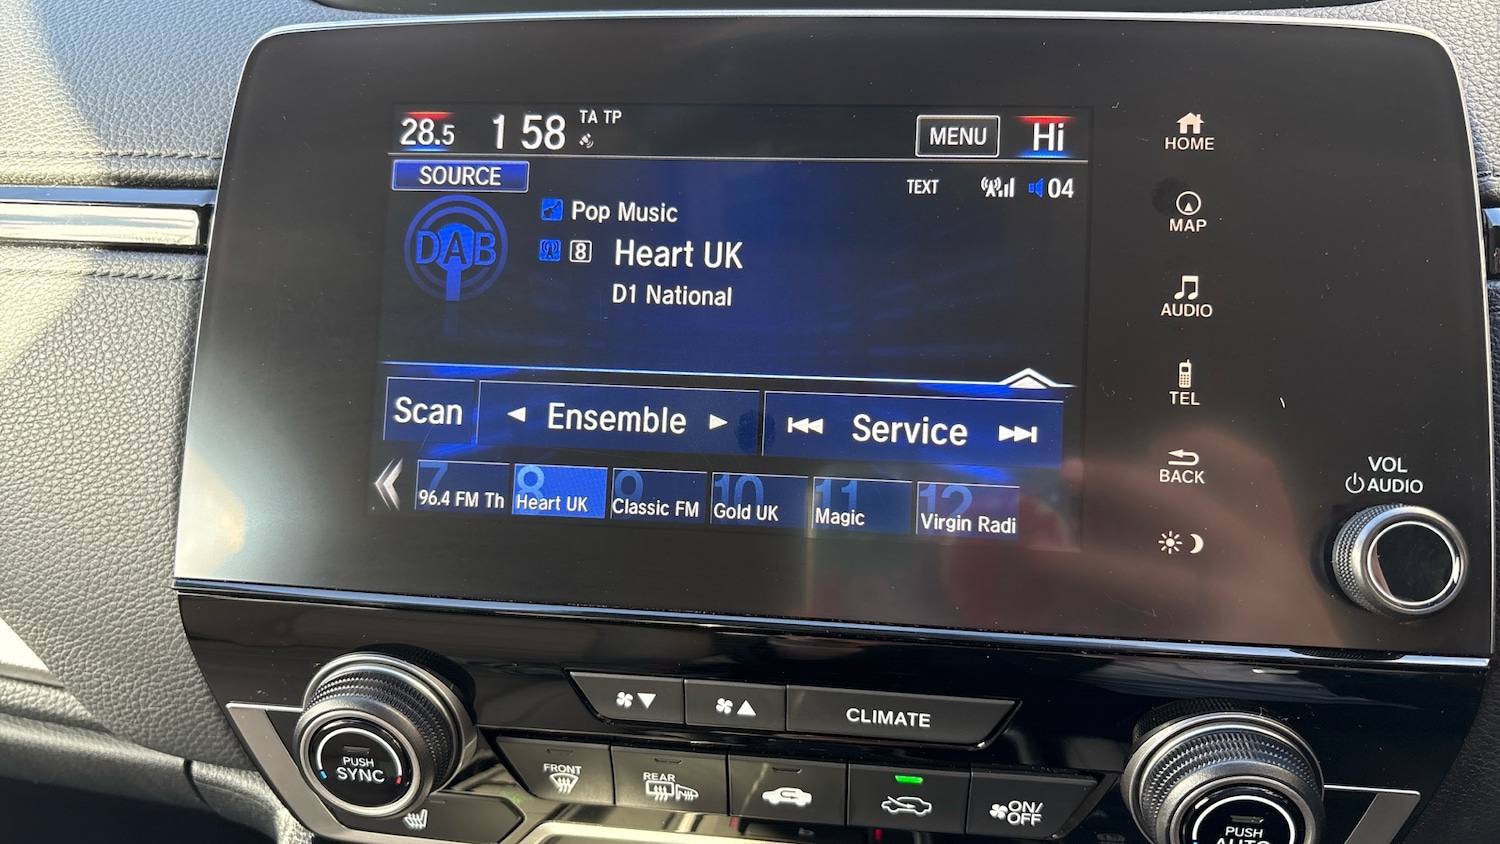 28.5 1 58 TA TP MENU Hi
SOURCE TEXT 04
DAB
Pop Music
8 Heart UK
D1 National
Scan Ensemble Service
7 8 9 10 11 12
96.4 FM Th Heart UK Classic FM Gold UK Magic Virgin Radi
HOME
MAP
AUDIO
TEL
BACK
VOL
AUDIO
CLIMATE
PUSH
SYNC
FRONT
REAR
ON/
OFF
PUSH
AUTO